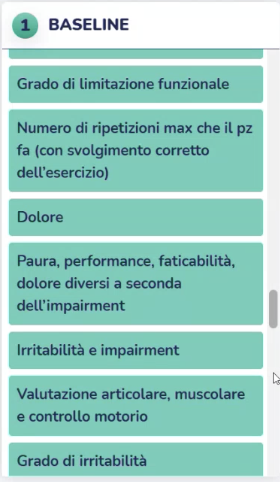 1 BASELINE
Grado di limitazione funzionale
Numero di ripetizioni max che il pz
fa (con svolgimento corretto
dell'esercizio)
Dolore
Paura, performance, faticabilità,
dolore diversi a seconda
dell'impairment
Irritabilità e impairment
Valutazione articolare, muscolare
e controllo motorio
Grado di irritabilità